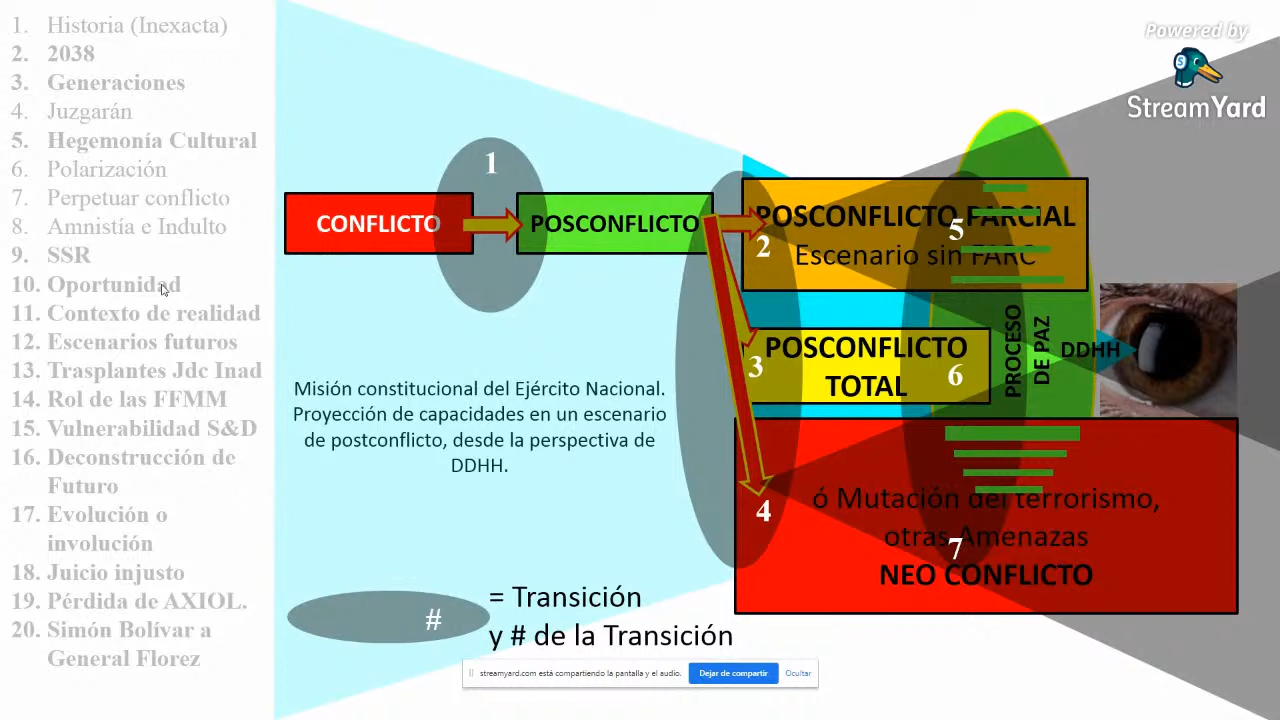 1. Historia (Inexacta)
2. 2038
3. Generaciones
4. Juzgarán
5. Hegemonía Cultural
6. Polarización
7. Perpetuar conflicto
8. Amnistía e Indulto
9. SSR
10. Oportunidad
11. Contexto de realidad
12. Escenarios futuros
13. Trasplantes Jdc Inad
14. Rol de las FFMM
15. Vulnerabilidad S&D
16. Deconstrucción de
Futuro
17. Evolución o
involución
18. Juicio injusto
19. Pérdida de AXIOL.
20. Simón Bolívar a
General Florez
Powered by
StreamYard
1
CONFLICTO
POSCONFLICTO
POSCONFLICTO PARCIAL
Escenario sin FARC
2
5
POSCONFLICTO
TOTAL
3
6
PROCESO
DE PAZ
DDHH
Misión constitucional del Ejército Nacional.
Proyección de capacidades en un escenario
de postconflicto, desde la perspectiva de
DDHH.
4
ó Mutación del terrorismo,
otras Amenazas
7
NEO CONFLICTO
#
= Transición
y # de la Transición
streamyard.com está compartiendo la pantalla y el audio.
Dejar de compartir
Ocultar